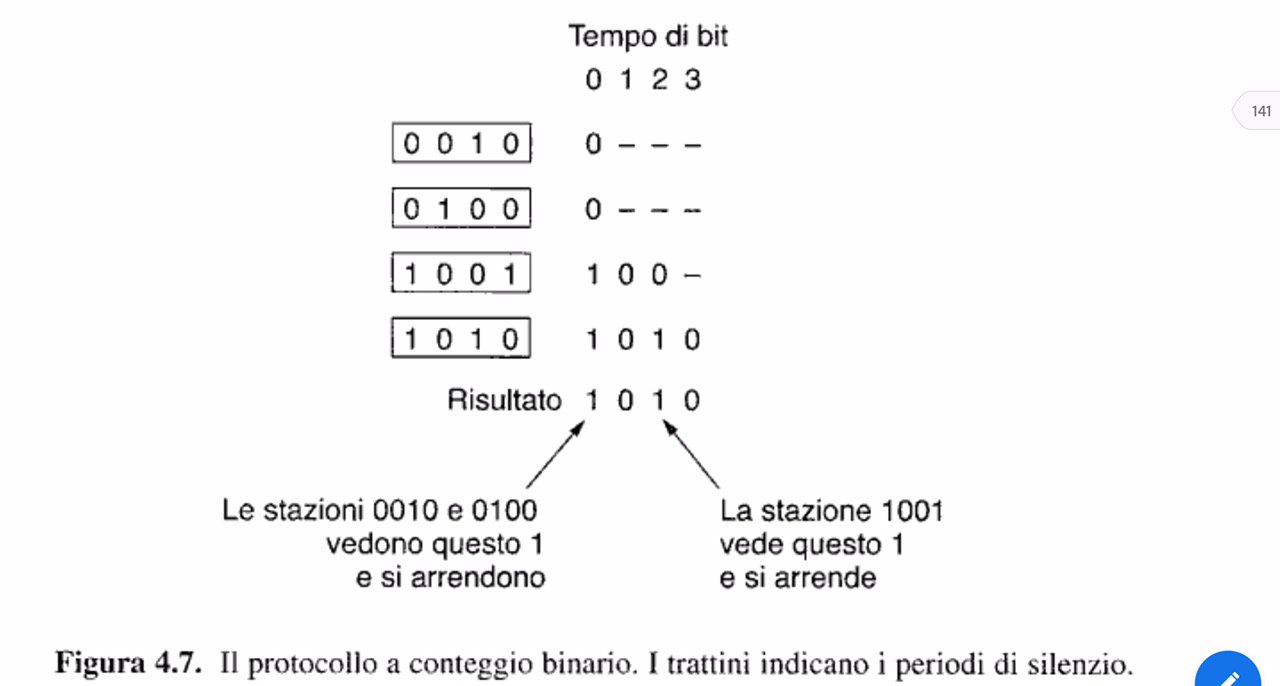 Tempo di bit
0 1 2 3
141
0 0 1 0 0 – – –
0 1 0 0 0 – – –
1 0 0 1 1 0 0 –
1 0 1 0 1 0 1 0
Risultato 1 0 1 0
Le stazioni 0010 e 0100
vedono questo 1
e si arrendono
La stazione 1001
vede questo 1
e si arrende
Figura 4.7. Il protocollo a conteggio binario. I trattini indicano i periodi di silenzio.